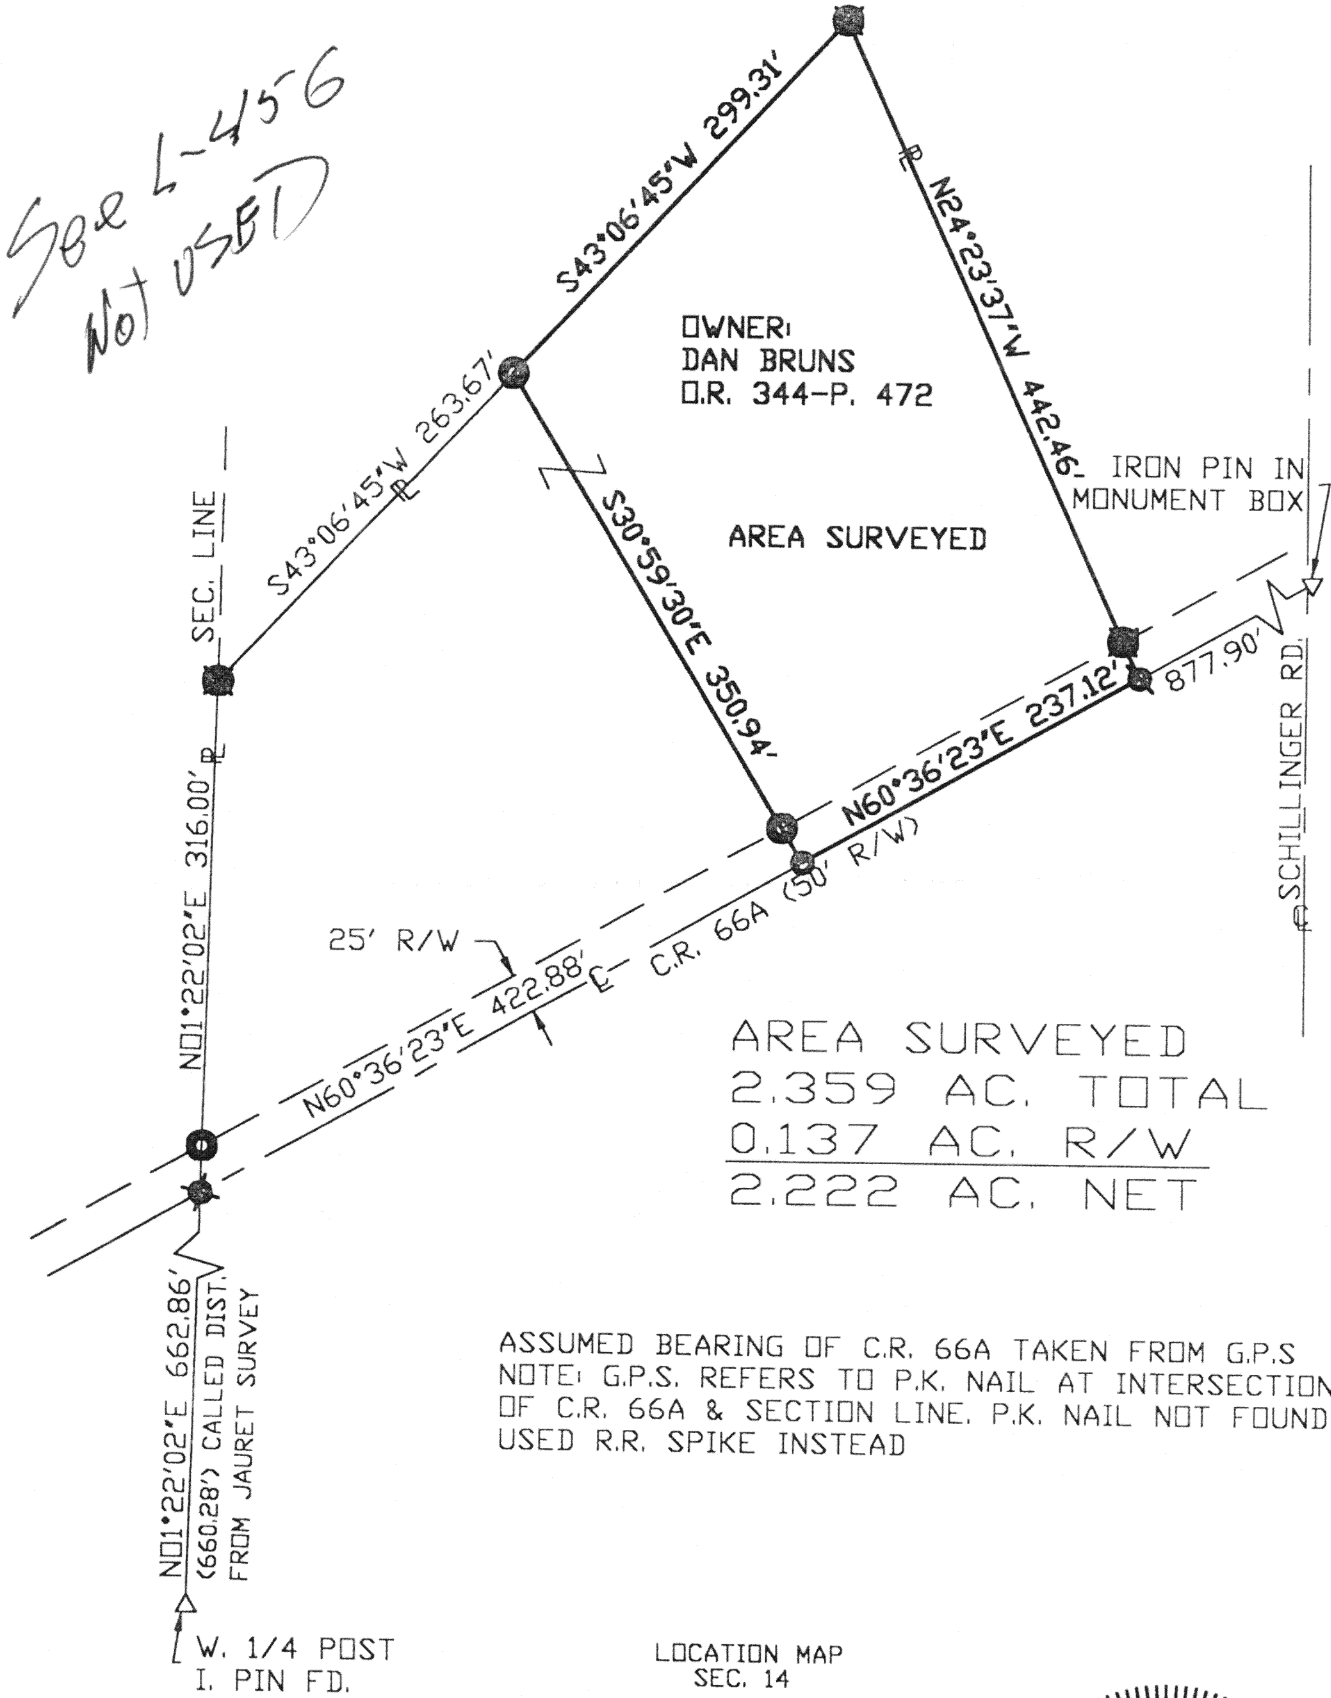 See L-456
Not USED
S43°06'45"W 299.31'
N24°23'37"W 442.46
OWNER:
DAN BRUNS
O.R. 344-P. 472
S43°06'45"W 263.67'
IRON PIN IN
MONUMENT BOX
SEC. LINE
AREA SURVEYED
S30°59'30"E 350.94'
877.90'
N60°36'23"E 237.12'
SCHILLINGER RD.
N01°22'02"E 316.00'
25' R/W
C.R. 66A (50' R/W)
N60°36'23"E 422.88'
AREA SURVEYED
2.359 AC. TOTAL
0.137 AC. R/W
2.222 AC. NET
N01°22'02"E 662.86'
(660.28') CALLED DIST.
FROM JAURET SURVEY
ASSUMED BEARING OF C.R. 66A TAKEN FROM G.P.S
NOTE: G.P.S. REFERS TO P.K. NAIL AT INTERSECTION
OF C.R. 66A & SECTION LINE. P.K. NAIL NOT FOUND
USED R.R. SPIKE INSTEAD
W. 1/4 POST
I. PIN FD.
LOCATION MAP
SEC. 14